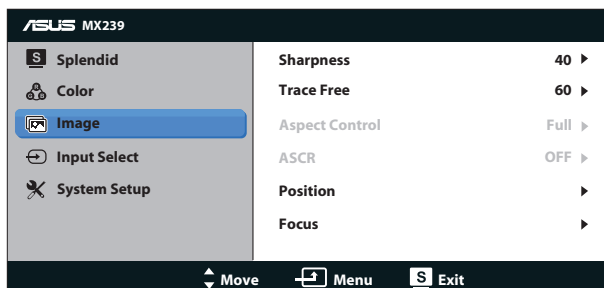 ASUS MX239
S Splendid
Color
Image
Input Select
System Setup
Sharpness 40
Trace Free 60
Aspect Control Full
ASCR OFF
Position
Focus
Move Menu S Exit